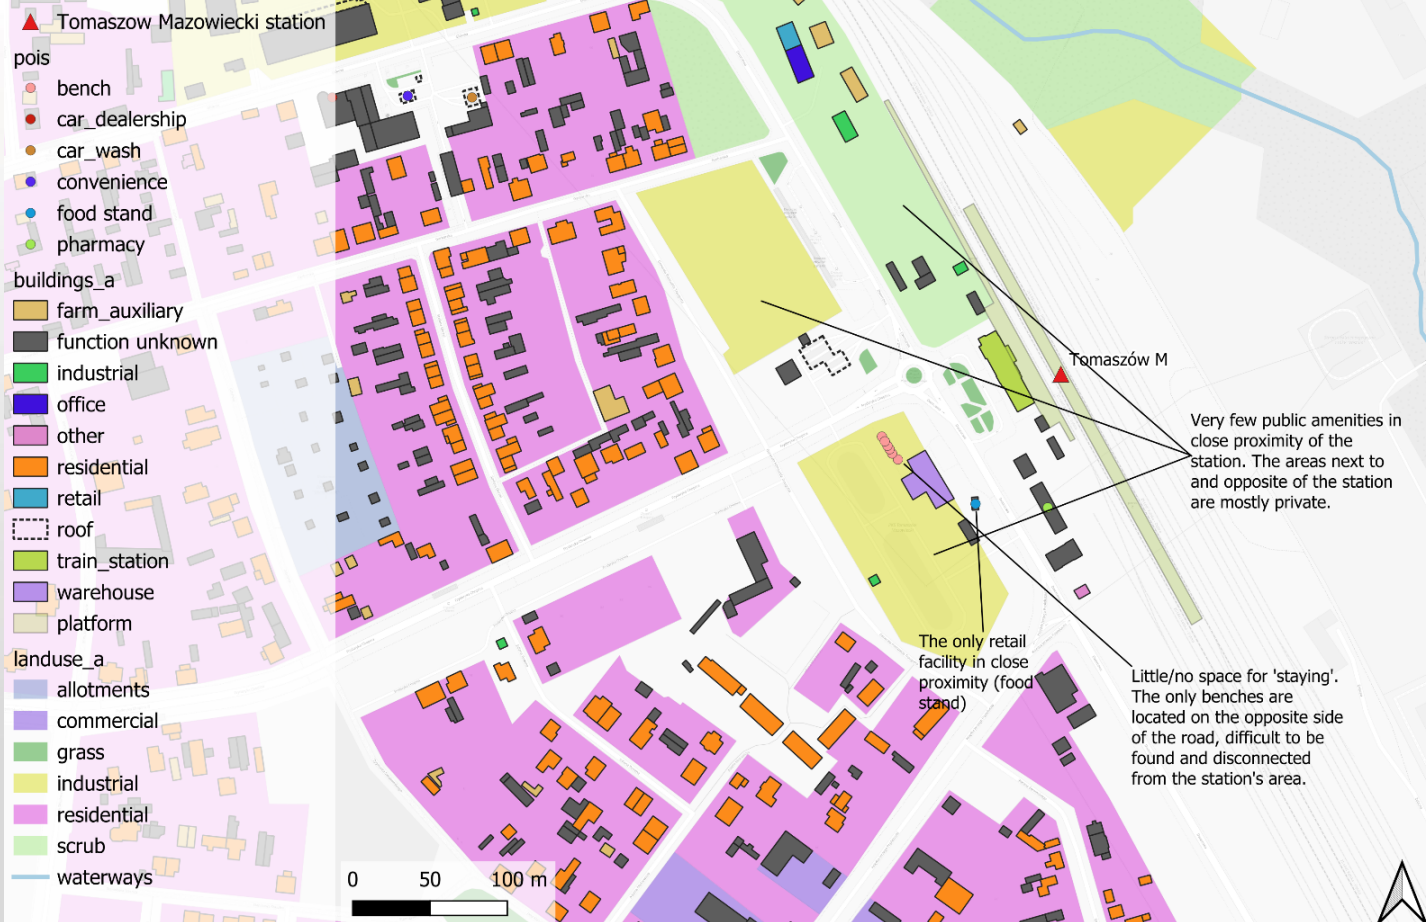 Tomaszow Mazowiecki station
pois
bench
car_dealership
car_wash
convenience
food stand
pharmacy
buildings_a
farm_auxiliary
function unknown
industrial
office
other
residential
retail
roof
train_station
warehouse
platform
landuse_a
allotments
commercial
grass
industrial
residential
scrub
waterways
0 50 100 m
Tomaszów M
Very few public amenities in
close proximity of the
station. The areas next to
and opposite of the station
are mostly private.
The only retail
facility in close
proximity (food
stand)
Little/no space for 'staying'.
The only benches are
located on the opposite side
of the road, difficult to be
found and disconnected
from the station's area.